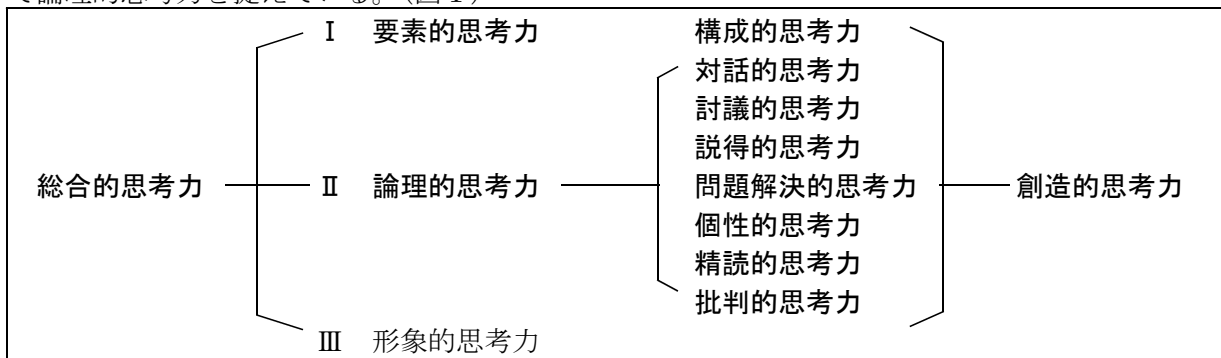 て論理的思考力を捉えている。（図１）
Ⅰ 要素的思考力 構成的思考力
対話的思考力
討議的思考力
説得的思考力
総合的思考力 Ⅱ 論理的思考力 問題解決的思考力 創造的思考力
個性的思考力
精読的思考力
批判的思考力
Ⅲ 形象的思考力